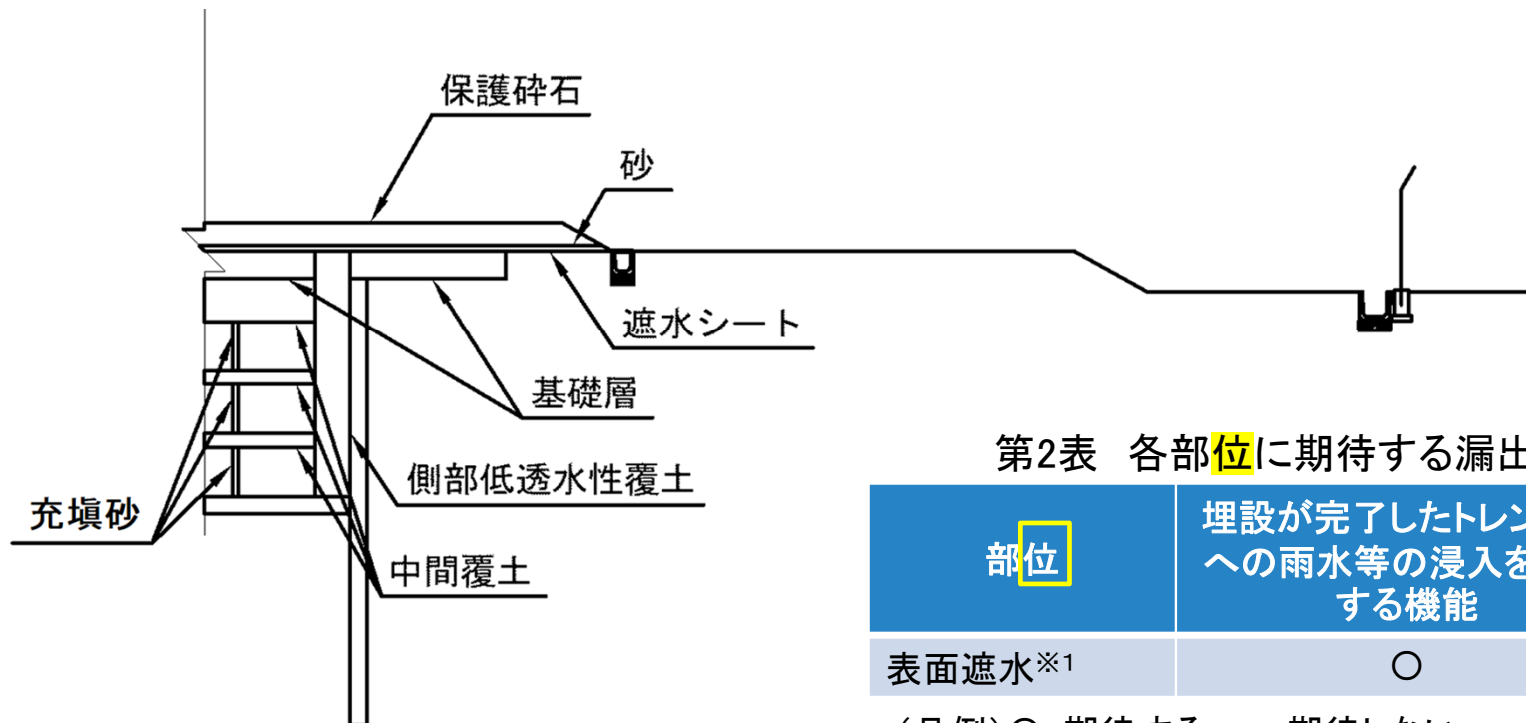 保護砕石
砂
遮水シート
基礎層
側部低透水性覆土
充塡砂
中間覆土
第2表 各部位に期待する漏出
部位
埋設が完了したトレン
への雨水等の浸入を
する機能
表面遮水※1
○